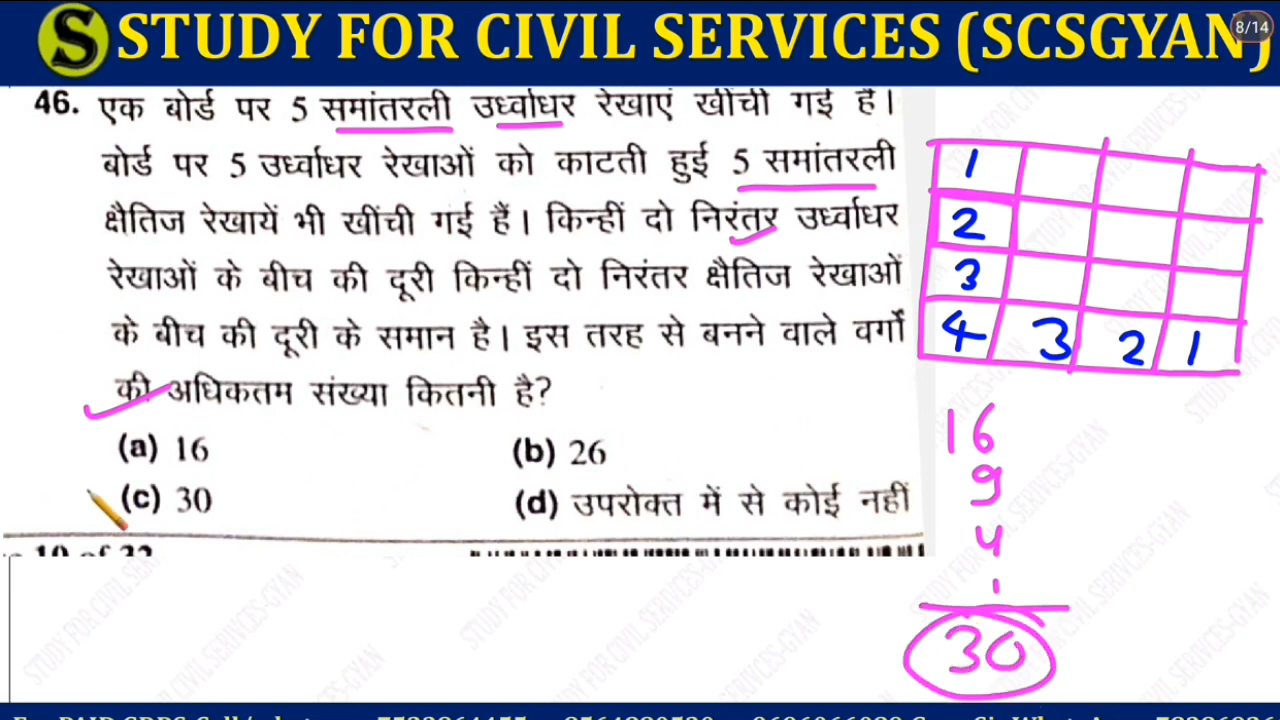 S STUDY FOR CIVIL SERVICES (SCSGYAN)
8/14
46. एक बोर्ड पर 5 समांतरली उर्ध्वाधर रेखाएं खींची गई हैं।
बोर्ड पर 5 उर्ध्वाधर रेखाओं को काटती हुई 5 समांतरली
क्षैतिज रेखायें भी खींची गई हैं। किन्हीं दो निरंतर उर्ध्वाधर
रेखाओं के बीच की दूरी किन्हीं दो निरंतर क्षैतिज रेखाओं
के बीच की दूरी के समान है। इस तरह से बनने वाले वर्गों
की अधिकतम संख्या कितनी है?
(a) 16 (b) 26
(c) 30 (d) उपरोक्त में से कोई नहीं
1
2
3
4 3 2 1
16
9
4
1
30